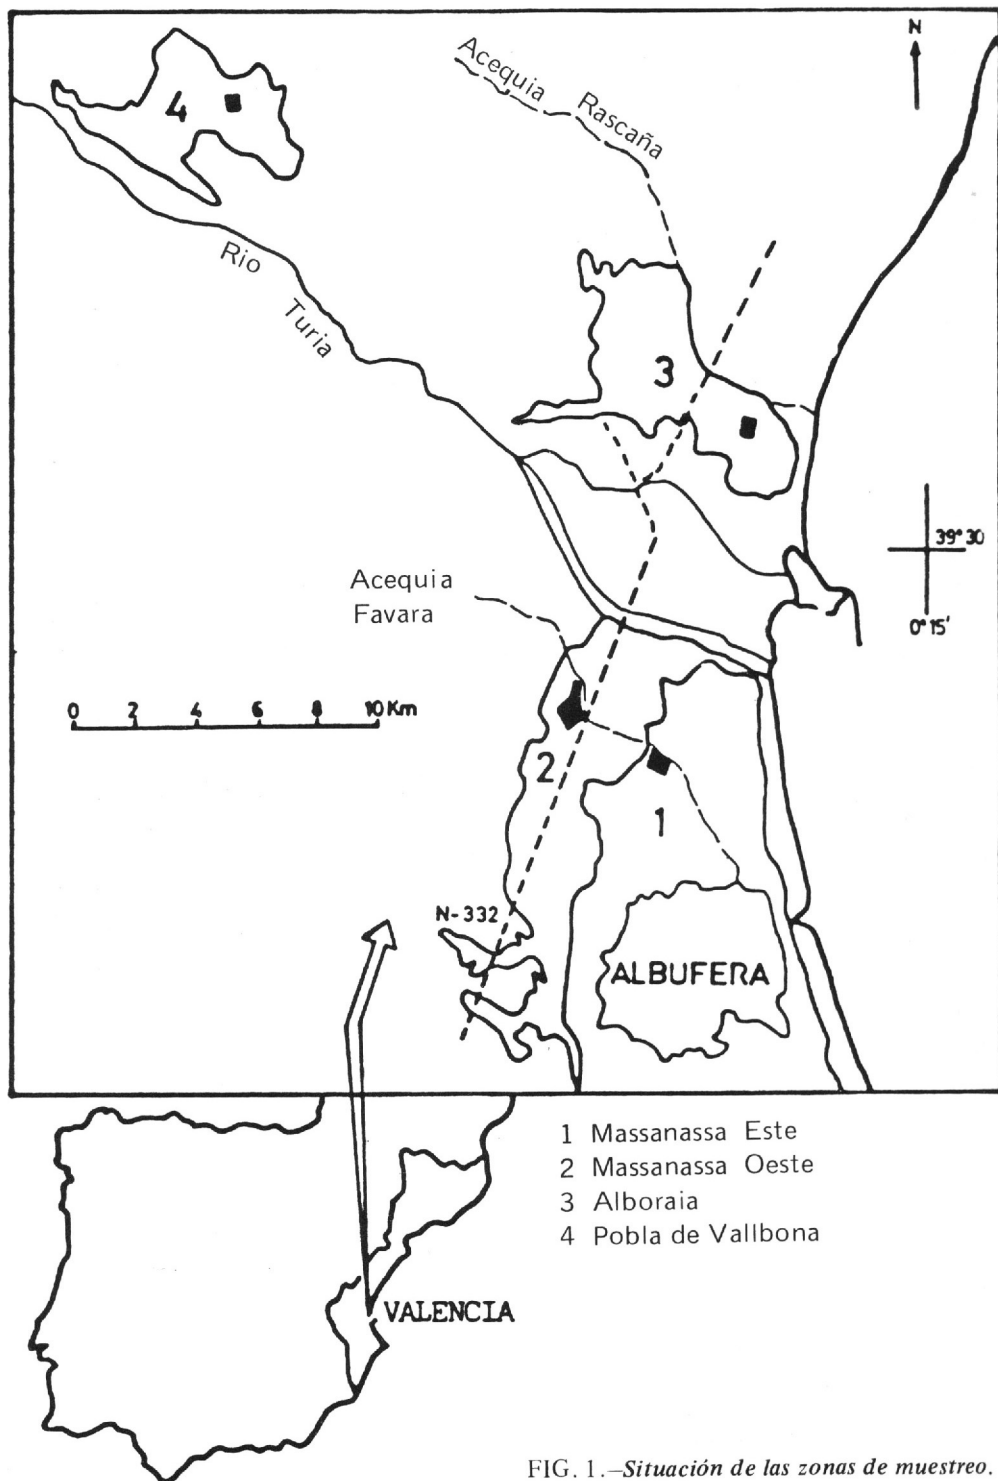 N
4
Acequia Rascaña
Rio Turia
3
39° 30
0° 15'
Acequia
Favara
0 2 4 6 8 10 Km
2
1
N-332
ALBUFERA
1 Massanassa Este
2 Massanassa Oeste
3 Alboraia
4 Pobla de Vallbona
VALENCIA
FIG. 1.—Situación de las zonas de muestreo.